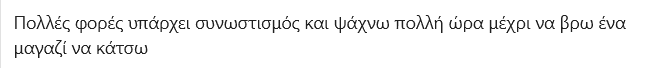 Πολλές φορές υπάρχει συνωστισμός και ψάχνω πολλή ώρα μέχρι να βρω ένα
μαγαζί να κάτσω